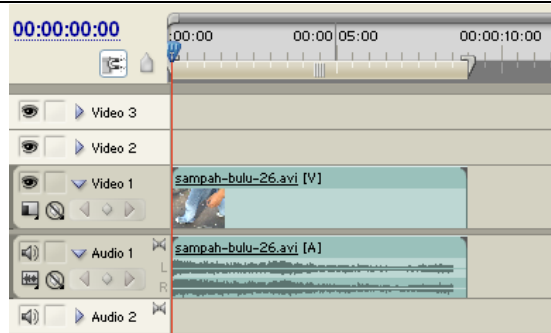 00:00:00:00
:00:00 00:00 05:00 00:00:10:00
Video 3
Video 2
Video 1
sampah-bulu-26.avi [V]
Audio 1
sampah-bulu-26.avi [A]
L
R
Audio 2